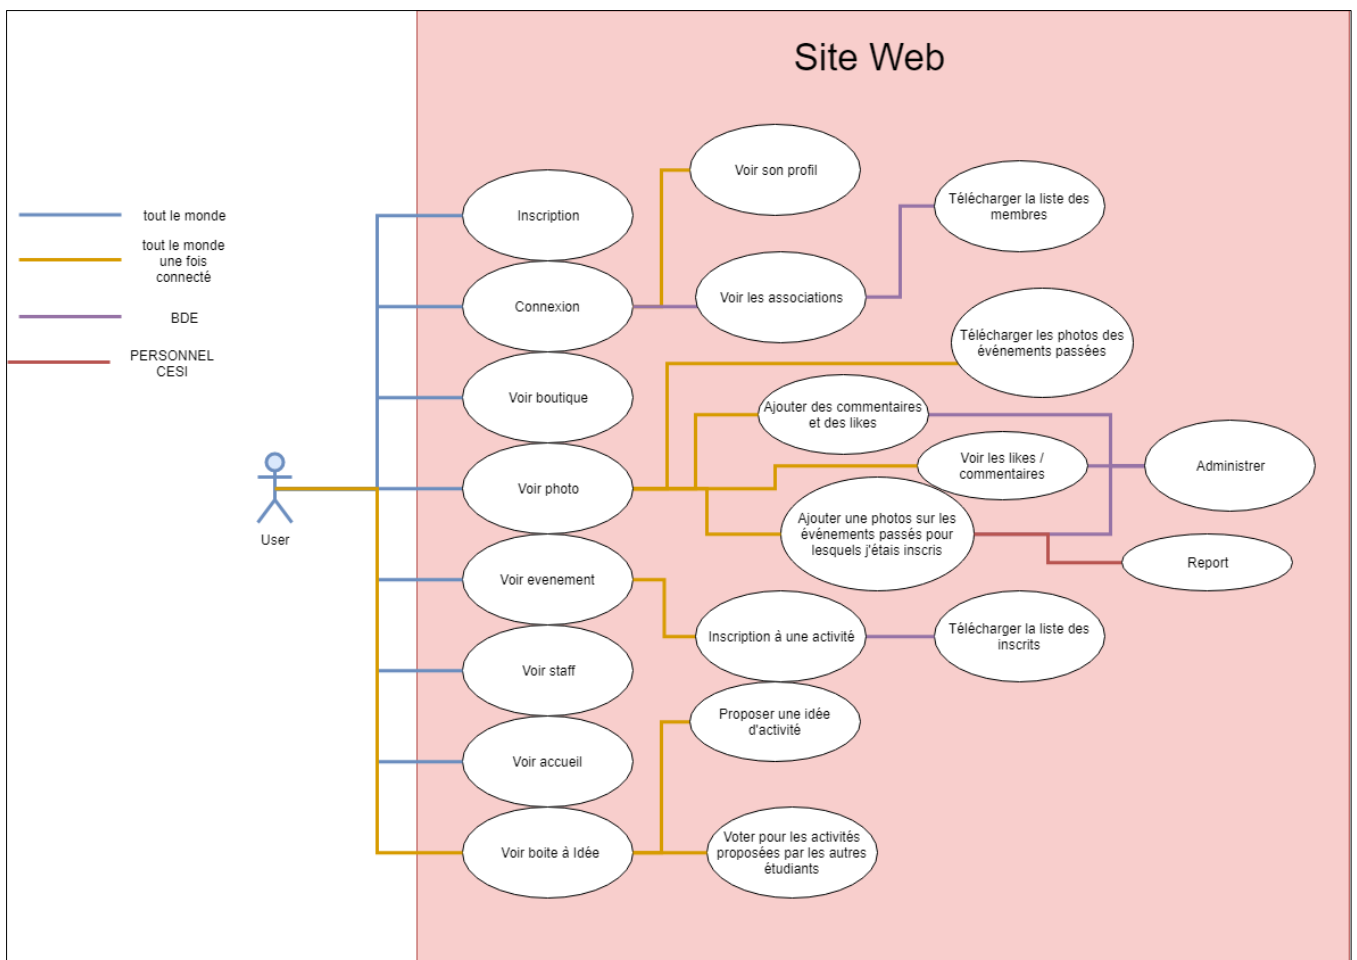 Site Web
tout le monde
tout le monde
une fois
connecté
BDE
PERSONNEL
CESI
User
Inscription
Connexion
Voir boutique
Voir photo
Voir evenement
Voir staff
Voir accueil
Voir boite à Idée
Voir son profil
Voir les associations
Télécharger la liste des
membres
Télécharger les photos des
événements passées
Ajouter des commentaires
et des likes
Voir les likes /
commentaires
Administrer
Ajouter une photos sur les
événements passés pour
lesquels j'étais inscris
Report
Inscription à une activité
Télécharger la liste des
inscrits
Proposer une idée
d'activité
Voter pour les activités
proposées par les autres
étudiants